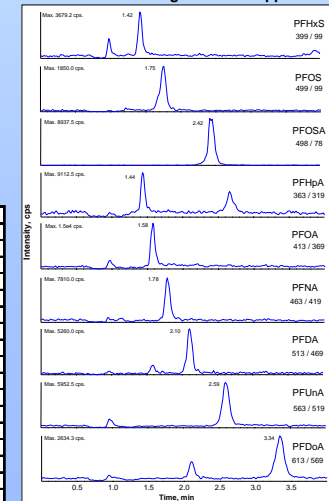 Max. 3679.2 cps.
1.42
PFHxS
399 / 99
Max. 1850.0 cps.
1.75
PFOS
499 / 99
Max. 8937.5 cps.
2.42
PFOSA
498 / 78
Max. 9112.5 cps.
1.44
PFHpA
363 / 319
Max. 1.5e4 cps.
1.58
PFOA
413 / 369
Max. 7810.0 cps.
1.78
PFNA
463 / 419
Max. 5260.0 cps.
2.10
PFDA
513 / 469
Max. 5952.5 cps.
2.59
PFUnA
563 / 519
Max. 2634.3 cps.
3.34
PFDoA
613 / 569
Intensity, cps
0.5 1.0 1.5 2.0 2.5 3.0 3.5
Time, min